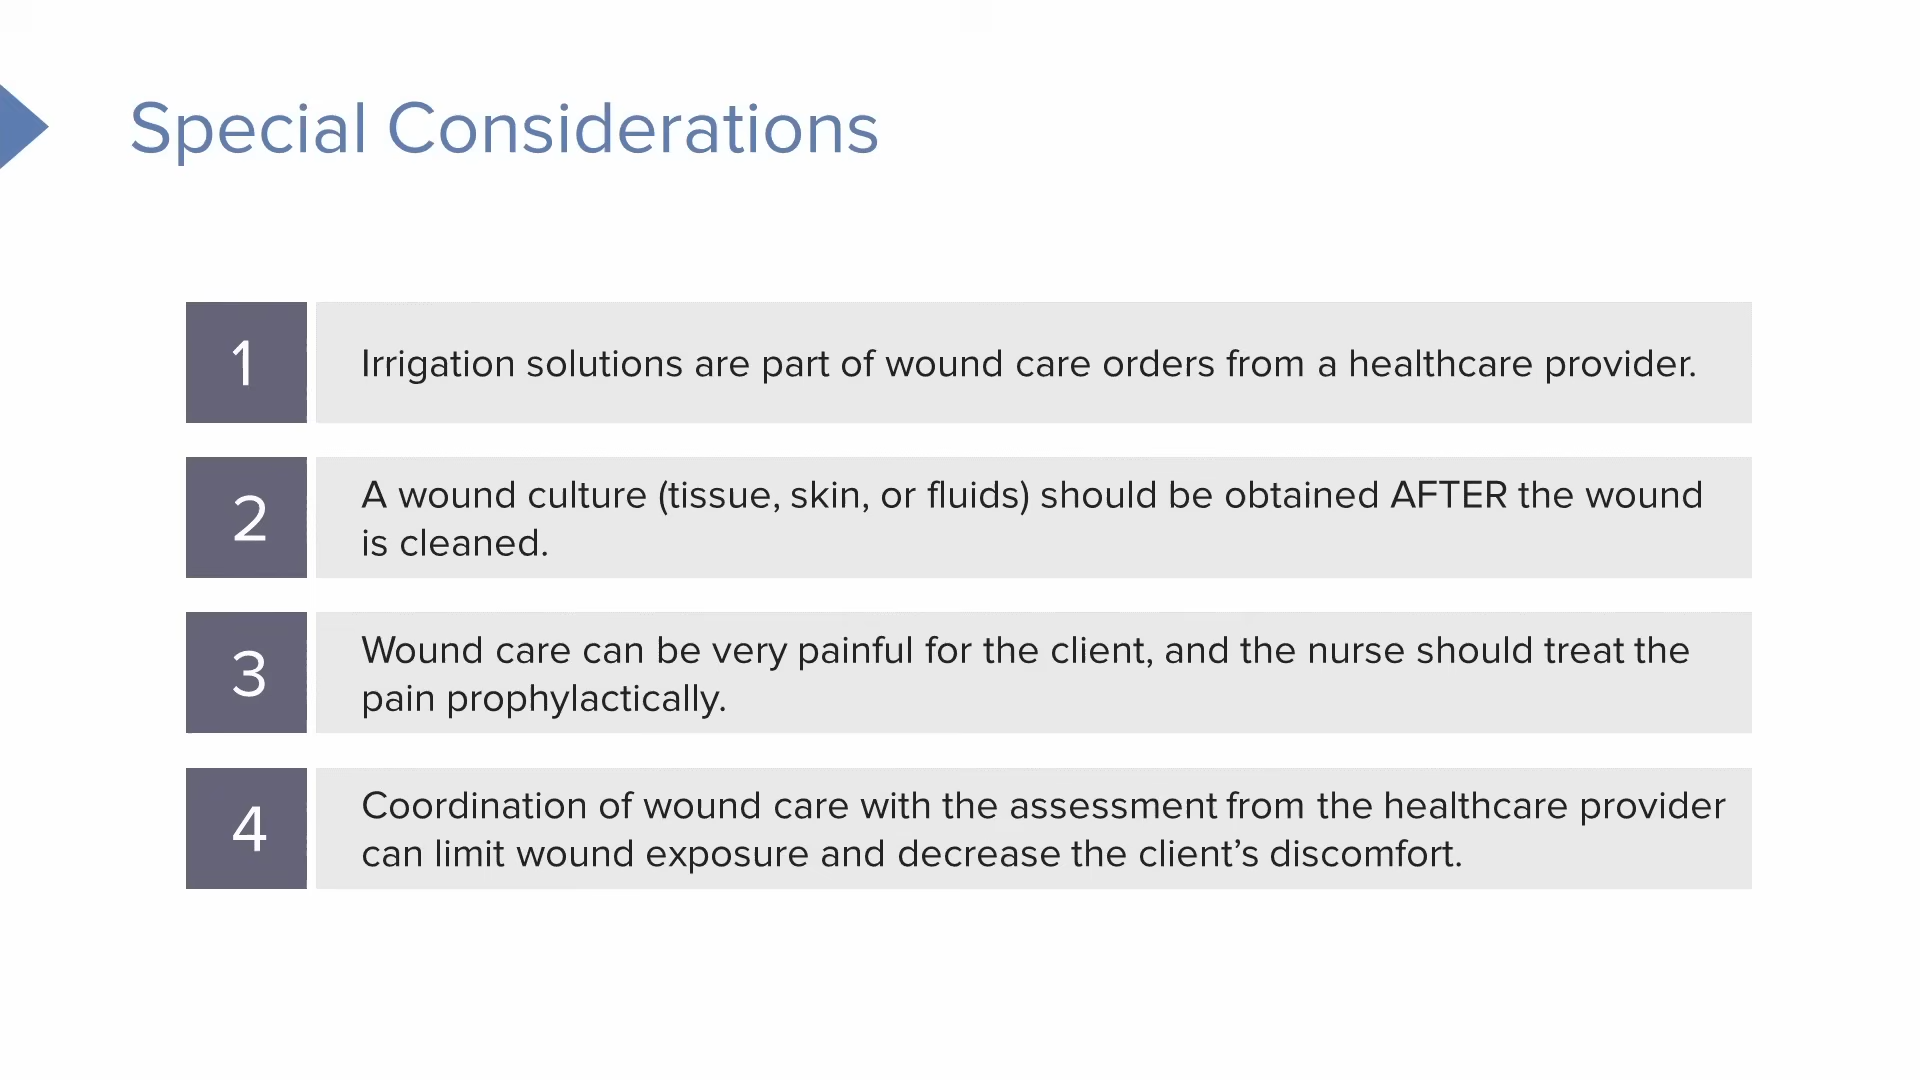 Special Considerations
1
Irrigation solutions are part of wound care orders from a healthcare provider.
2
A wound culture (tissue, skin, or fluids) should be obtained AFTER the wound
is cleaned.
3
Wound care can be very painful for the client, and the nurse should treat the
pain prophylactically.
4
Coordination of wound care with the assessment from the healthcare provider
can limit wound exposure and decrease the client’s discomfort.